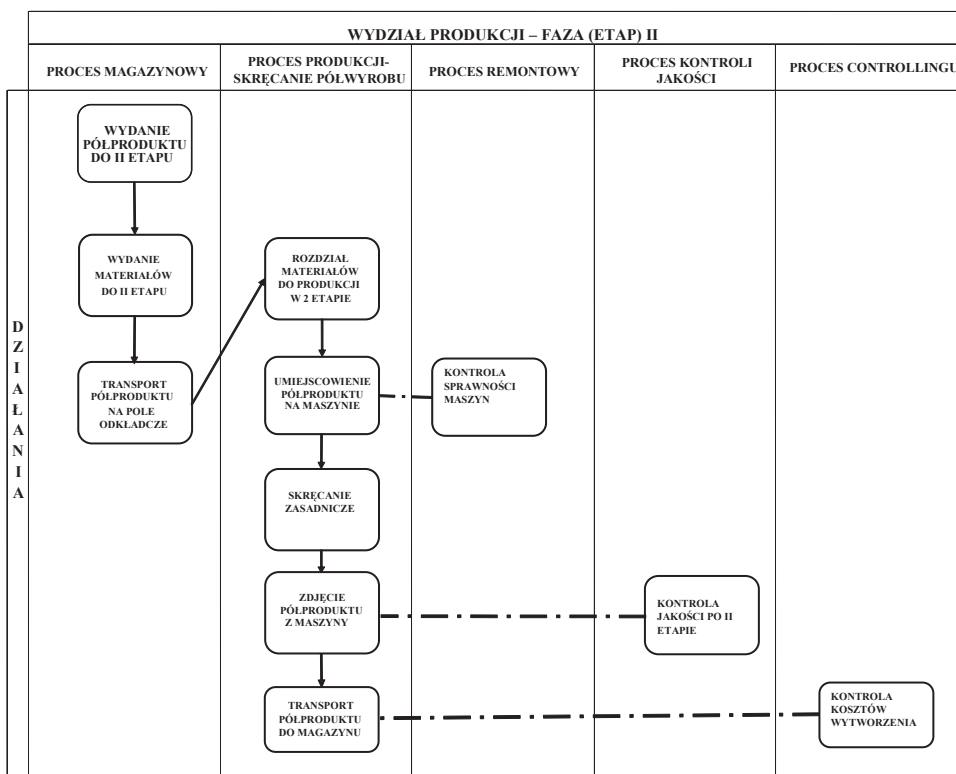 WYDZIAŁ PRODUKCJI – FAZA (ETAP) II
PROCES MAGAZYNOWY
PROCES PRODUKCJI-
SKRĘCANIE PÓŁWYROBU
PROCES REMONTOWY
PROCES KONTROLI
JAKOŚCI
PROCES CONTROLLINGU
D
Z
I
A
Ł
A
N
I
A
WYDANIE
PÓŁPRODUKTU
DO II ETAPU
WYDANIE
MATERIAŁÓW
DO II ETAPU
TRANSPORT
PÓŁPRODUKTU
NA POLE
ODKŁADCZE
ROZDZIAŁ
MATERIAŁÓW
DO PRODUKCJI
W 2 ETAPIE
UMIEJSCOWIENIE
PÓŁPRODUKTU
NA MASZYNIE
SKRĘCANIE
ZASADNICZE
ZDJĘCIE
PÓŁPRODUKTU
Z MASZYNY
TRANSPORT
PÓŁPRODUKTU
DO MAGAZYNU
KONTROLA
SPRAWNOŚCI
MASZYN
KONTROLA
JAKOŚCI PO II
ETAPIE
KONTROLA
KOSZTÓW
WYTWORZENIA